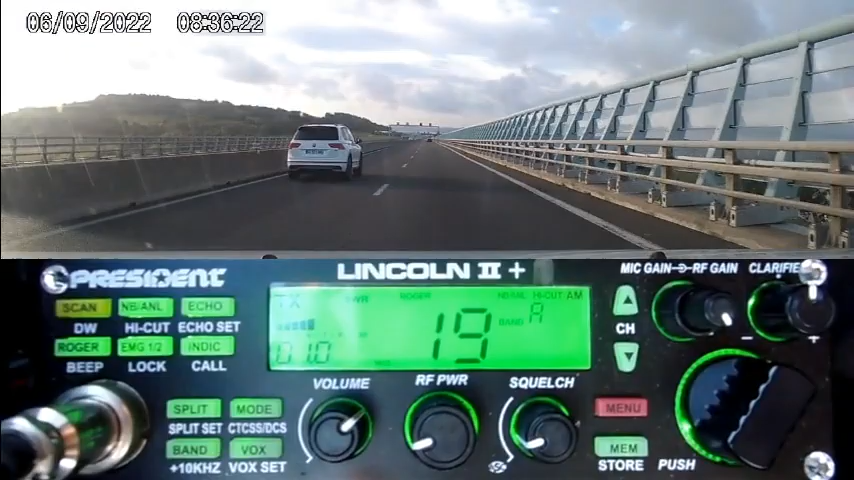 06/09/2022 08:36:22
PRESIDENT LINCOLN II + MIC GAIN RF GAIN CLARIFIER
SCAN NB/ANL ECHO
DW HI-CUT ECHO SET
ROGER EMG 1/2 INDIC
BEEP LOCK CALL
TX ROGER NB/ANL HI-CUT AM
19 BAND A
01.0
CH
- +
VOLUME RF PWR SQUELCH
SPLIT MODE
SPLIT SET CTCSS/DCS
BAND VOX
+10KHZ VOX SET
MENU
MEM
STORE PUSH